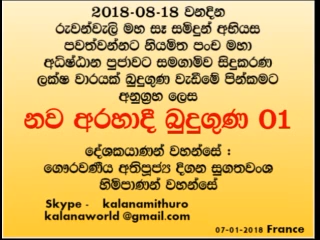 2018-08-18 වනදින
රුවන්වැලි මහ සෑ සමිඳුන් අභියස
පවත්වන්නට නියමිත පංච මහා
අධිෂ්ඨාන පුජාවට සමගාමීව සිදුකරණ
ලක්ෂ වාරයක් බුදුගුණ වැඩීමේ පින්කමට
අනුග්‍රහ ලෙස
නව අරහාදී බුදුගුණ 01
දේශකයාණන් වහන්සේ :
ගෞරවණීය අතිපූජ්‍ය දිගන සුගතවංශ
හිමිපාණන් වහන්සේ
Skype - kalanamithuro
kalanaworld @gmail.com
07-01-2018 France